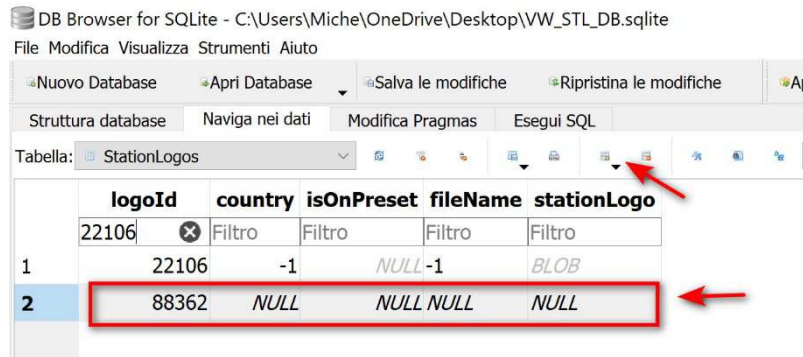 DB Browser for SQLite - C:\Users\Miche\OneDrive\Desktop\VW_STL_DB.sqlite
File Modifica Visualizza Strumenti Aiuto
Nuovo Database Apri Database Salva le modifiche Ripristina le modifiche
Struttura database Naviga nei dati Modifica Pragmas Esegui SQL
Tabella: StationLogos
logoId country isOnPreset fileName stationLogo
22106 Filtro Filtro Filtro Filtro
1 22106 -1 NULL -1 BLOB
2 88362 NULL NULL NULL NULL